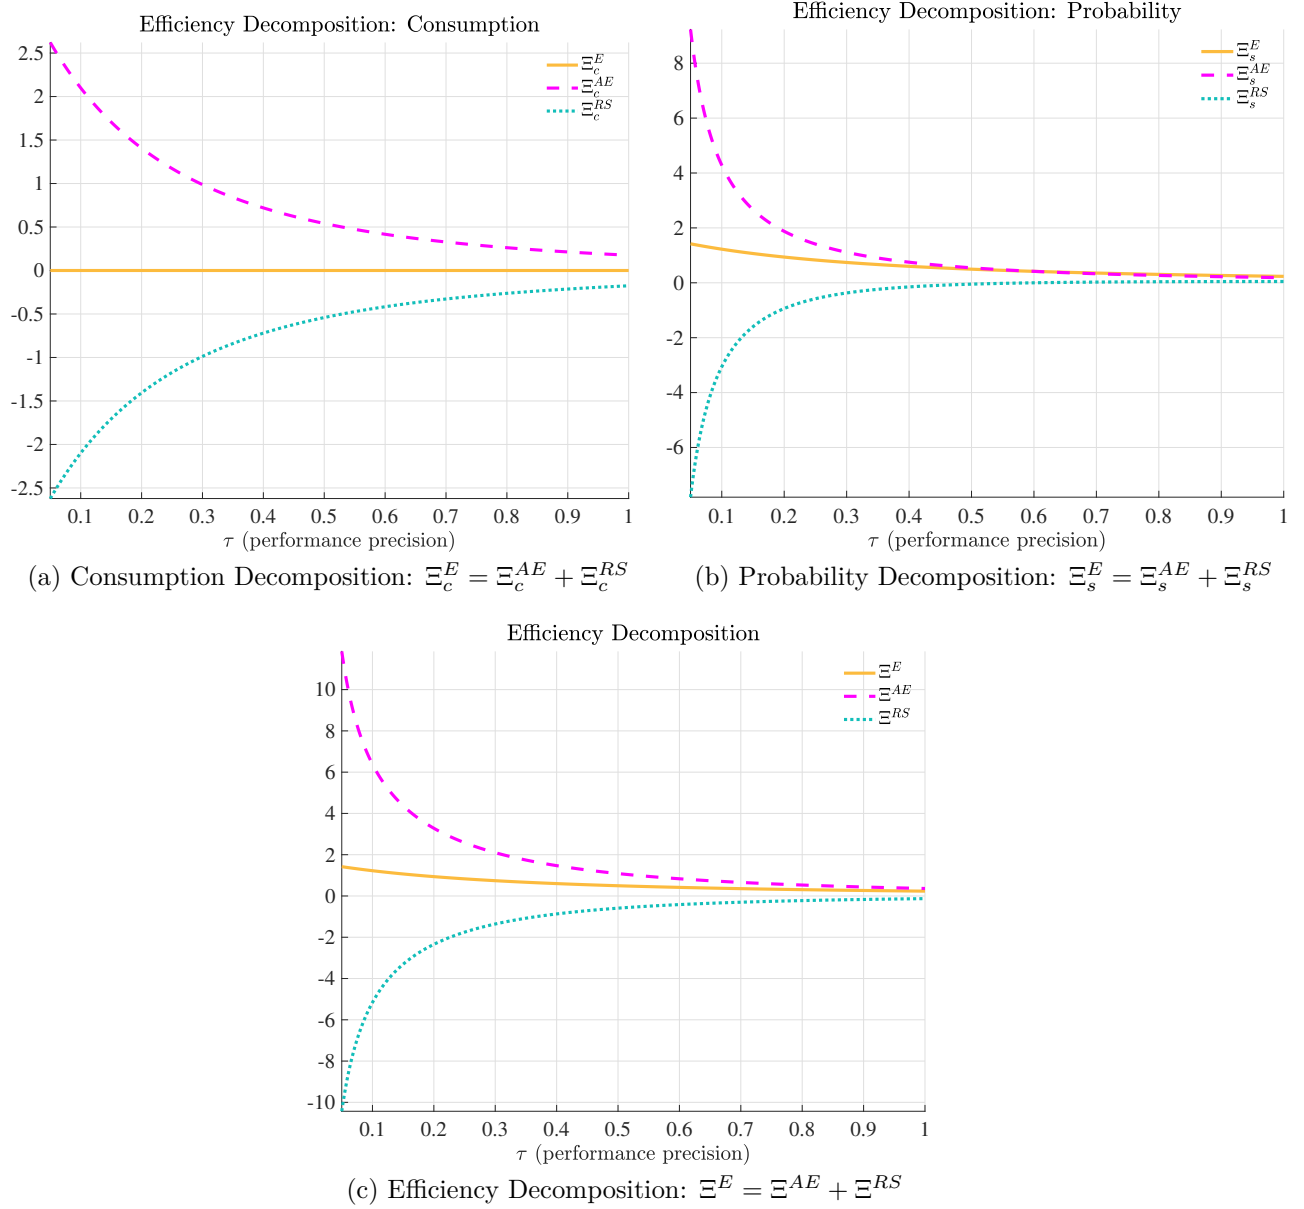 Efficiency Decomposition: Consumption
Ξ_c^E
Ξ_c^{AE}
Ξ_c^{RS}
2.5
2
1.5
1
0.5
0
-0.5
-1
-1.5
-2
-2.5
0.1 0.2 0.3 0.4 0.5 0.6 0.7 0.8 0.9 1
τ (performance precision)
(a) Consumption Decomposition: Ξ_c^E = Ξ_c^{AE} + Ξ_c^{RS}
Efficiency Decomposition: Probability
Ξ_s^E
Ξ_s^{AE}
Ξ_s^{RS}
8
6
4
2
0
-2
-4
-6
0.1 0.2 0.3 0.4 0.5 0.6 0.7 0.8 0.9 1
τ (performance precision)
(b) Probability Decomposition: Ξ_s^E = Ξ_s^{AE} + Ξ_s^{RS}
Efficiency Decomposition
Ξ^E
Ξ^{AE}
Ξ^{RS}
10
8
6
4
2
0
-2
-4
-6
-8
-10
0.1 0.2 0.3 0.4 0.5 0.6 0.7 0.8 0.9 1
τ (performance precision)
(c) Efficiency Decomposition: Ξ^E = Ξ^{AE} + Ξ^{RS}